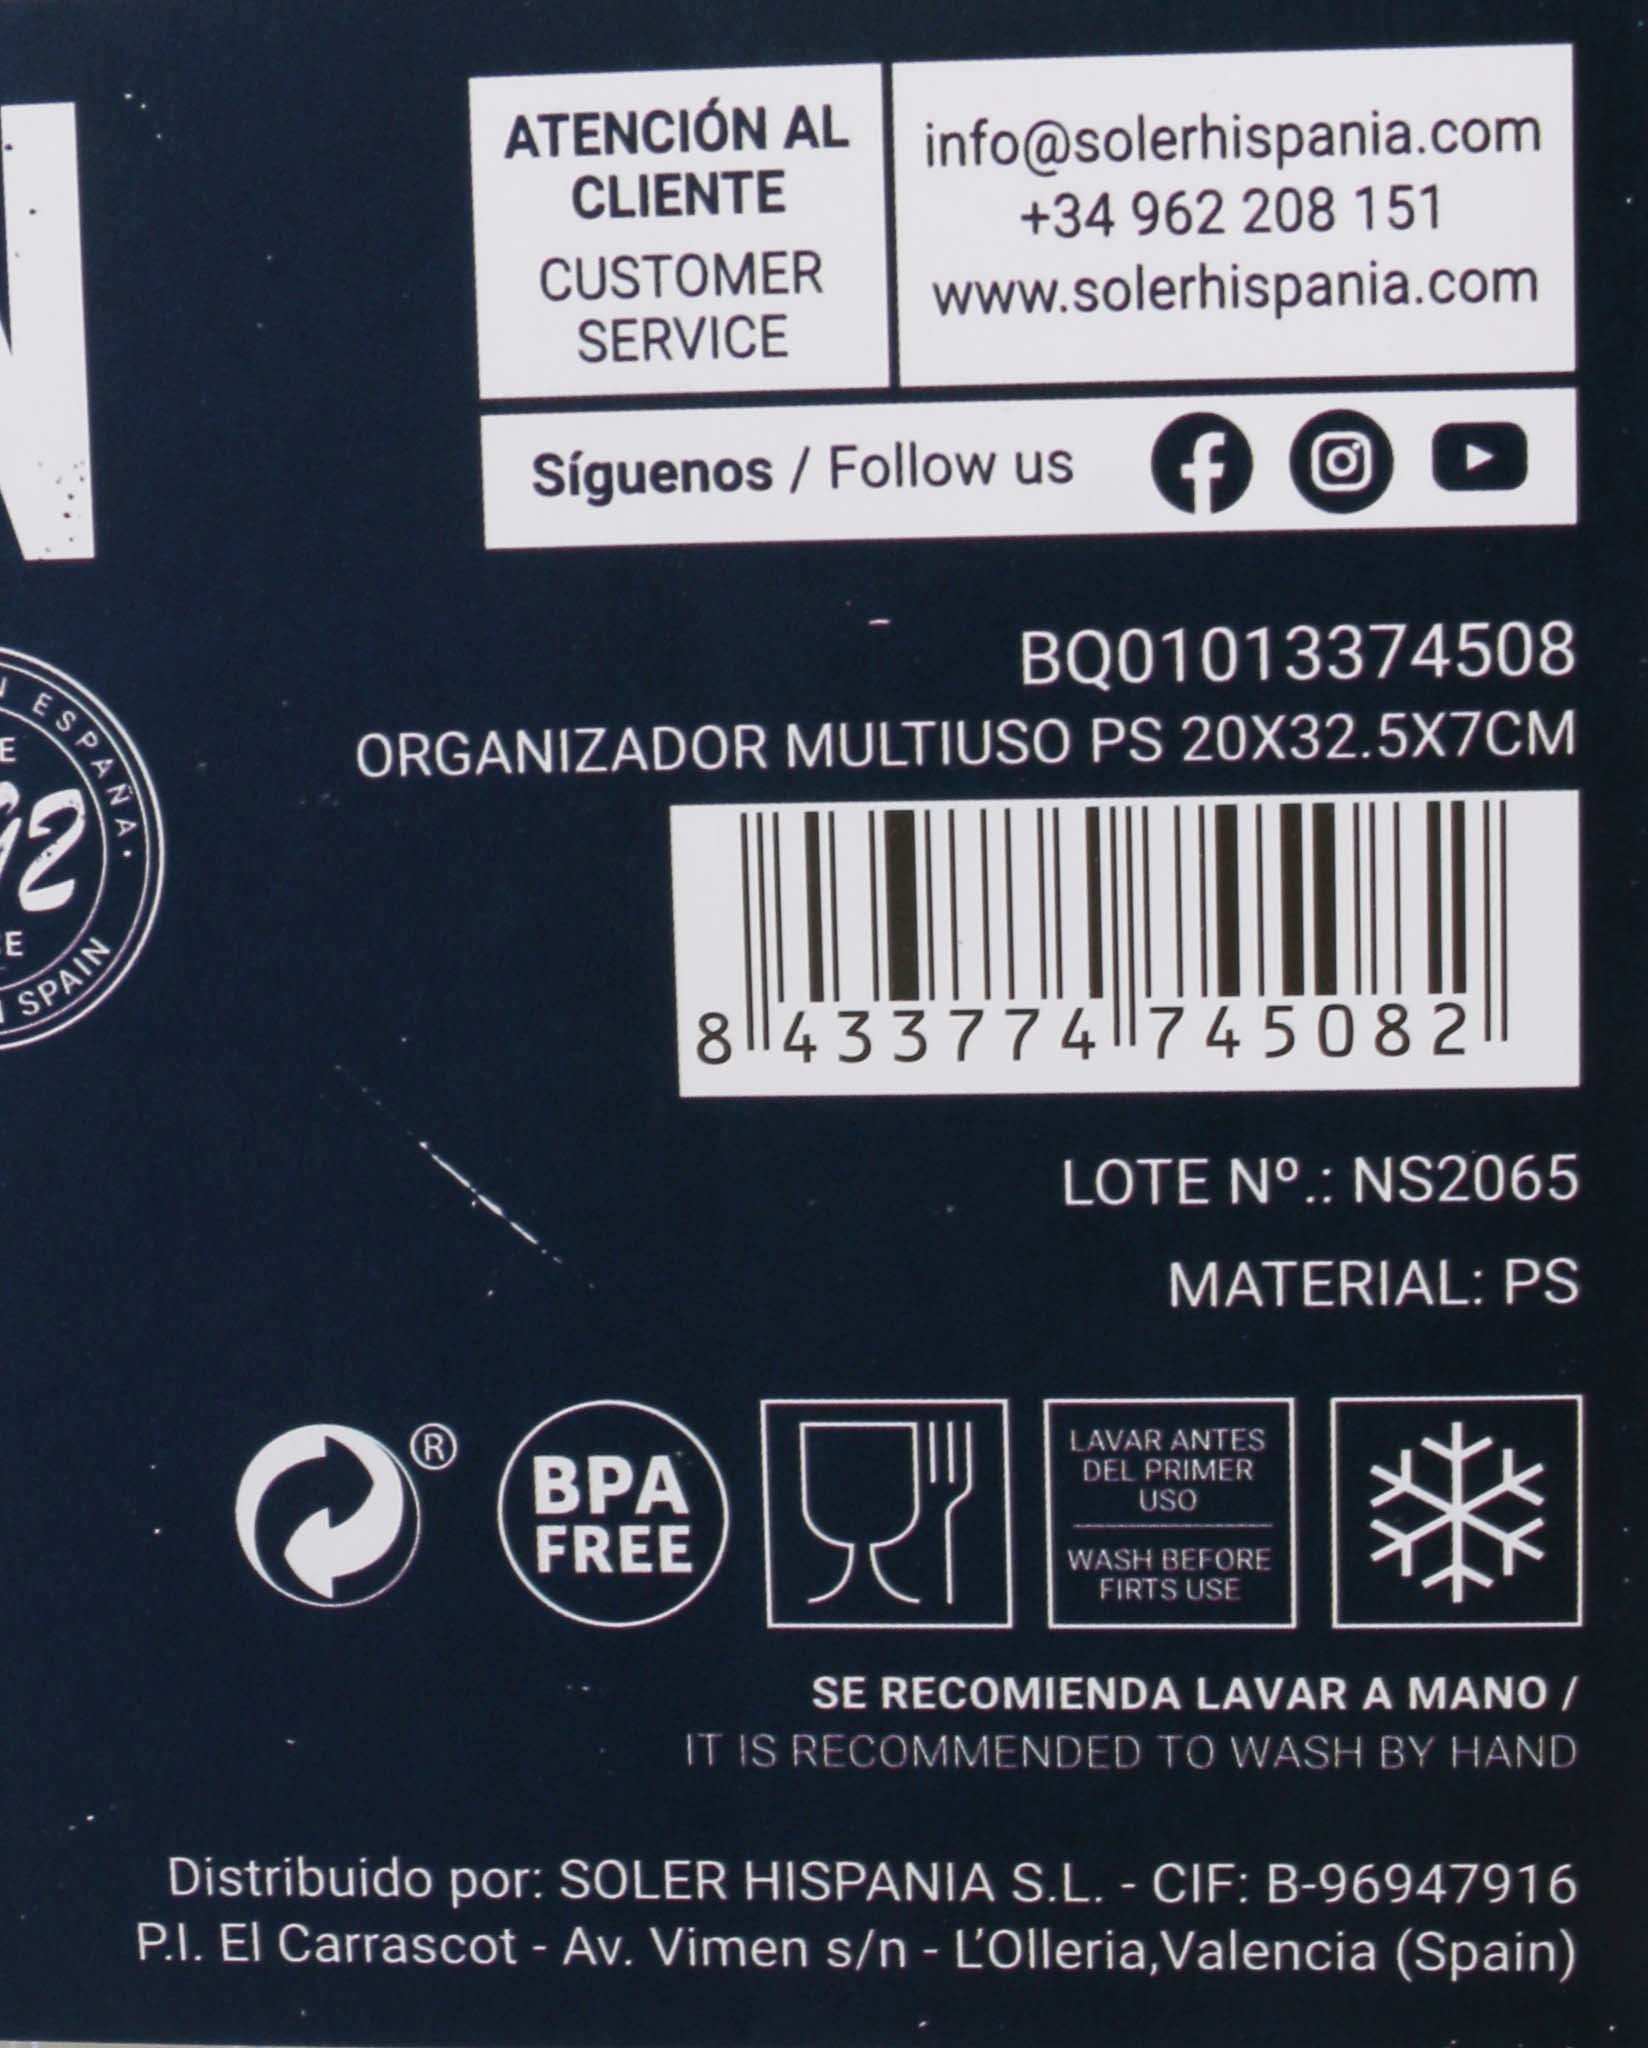 ATENCIÓN AL
CLIENTE
CUSTOMER
SERVICE
info@solerhispania.com
+34 962 208 151
www.solerhispania.com
Síguenos / Follow us
BQ01013374508
ORGANIZADOR MULTIUSO PS 20X32.5X7CM
ESPAÑA
SPAIN
8 433774 745082
LOTE Nº.: NS2065
MATERIAL: PS
®
BPA
FREE
LAVAR ANTES
DEL PRIMER
USO
WASH BEFORE
FIRTS USE
SE RECOMIENDA LAVAR A MANO /
IT IS RECOMMENDED TO WASH BY HAND
Distribuido por: SOLER HISPANIA S.L. - CIF: B-96947916
P.I. El Carrascot - Av. Vimen s/n - L'Olleria,Valencia (Spain)